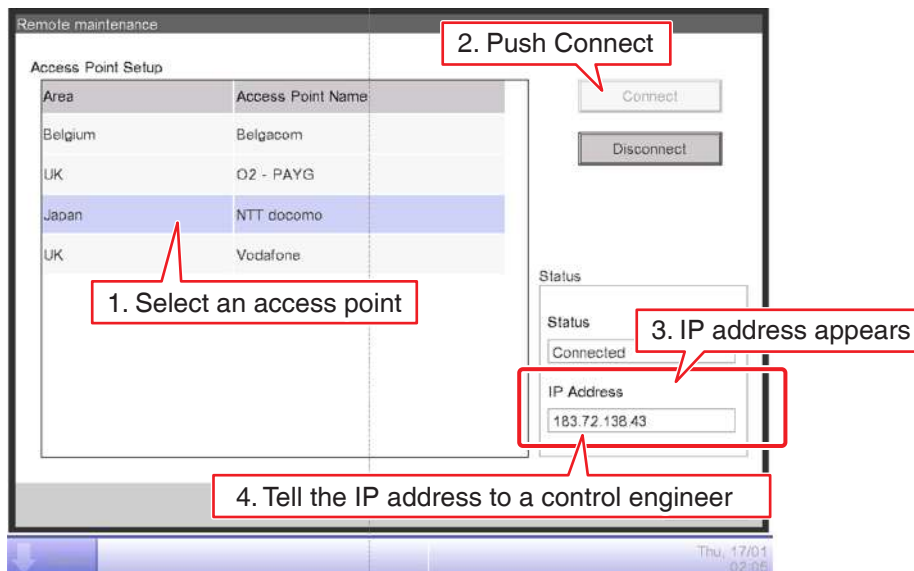 Remote maintenance
2. Push Connect
Access Point Setup
Area Access Point Name
Connect
Belgium Belgacom
Disconnect
UK O2 - PAYG
Japan NTT docomo
UK Vodafone
1. Select an access point
Status
Status
3. IP address appears
Connected
IP Address
183.72.138.43
4. Tell the IP address to a control engineer
Thu, 17/01
02:05